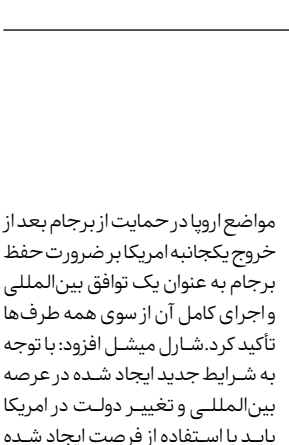 مواضع اروپا در حمایت از برجام بعد از
خروج یکجانبه امریکا بر ضرورت حفظ
برجام به عنوان یک توافق بین‌المللی
و اجرای کامل آن از سوی همه طرف‌ها
تأکید کرد.شارل میشل افزود: با توجه
به شرایط جدید ایجاد شده در عرصه
بین‌المللی و تغییر دولت در امریکا
باید با استفاده از فرصت ایجاد شده